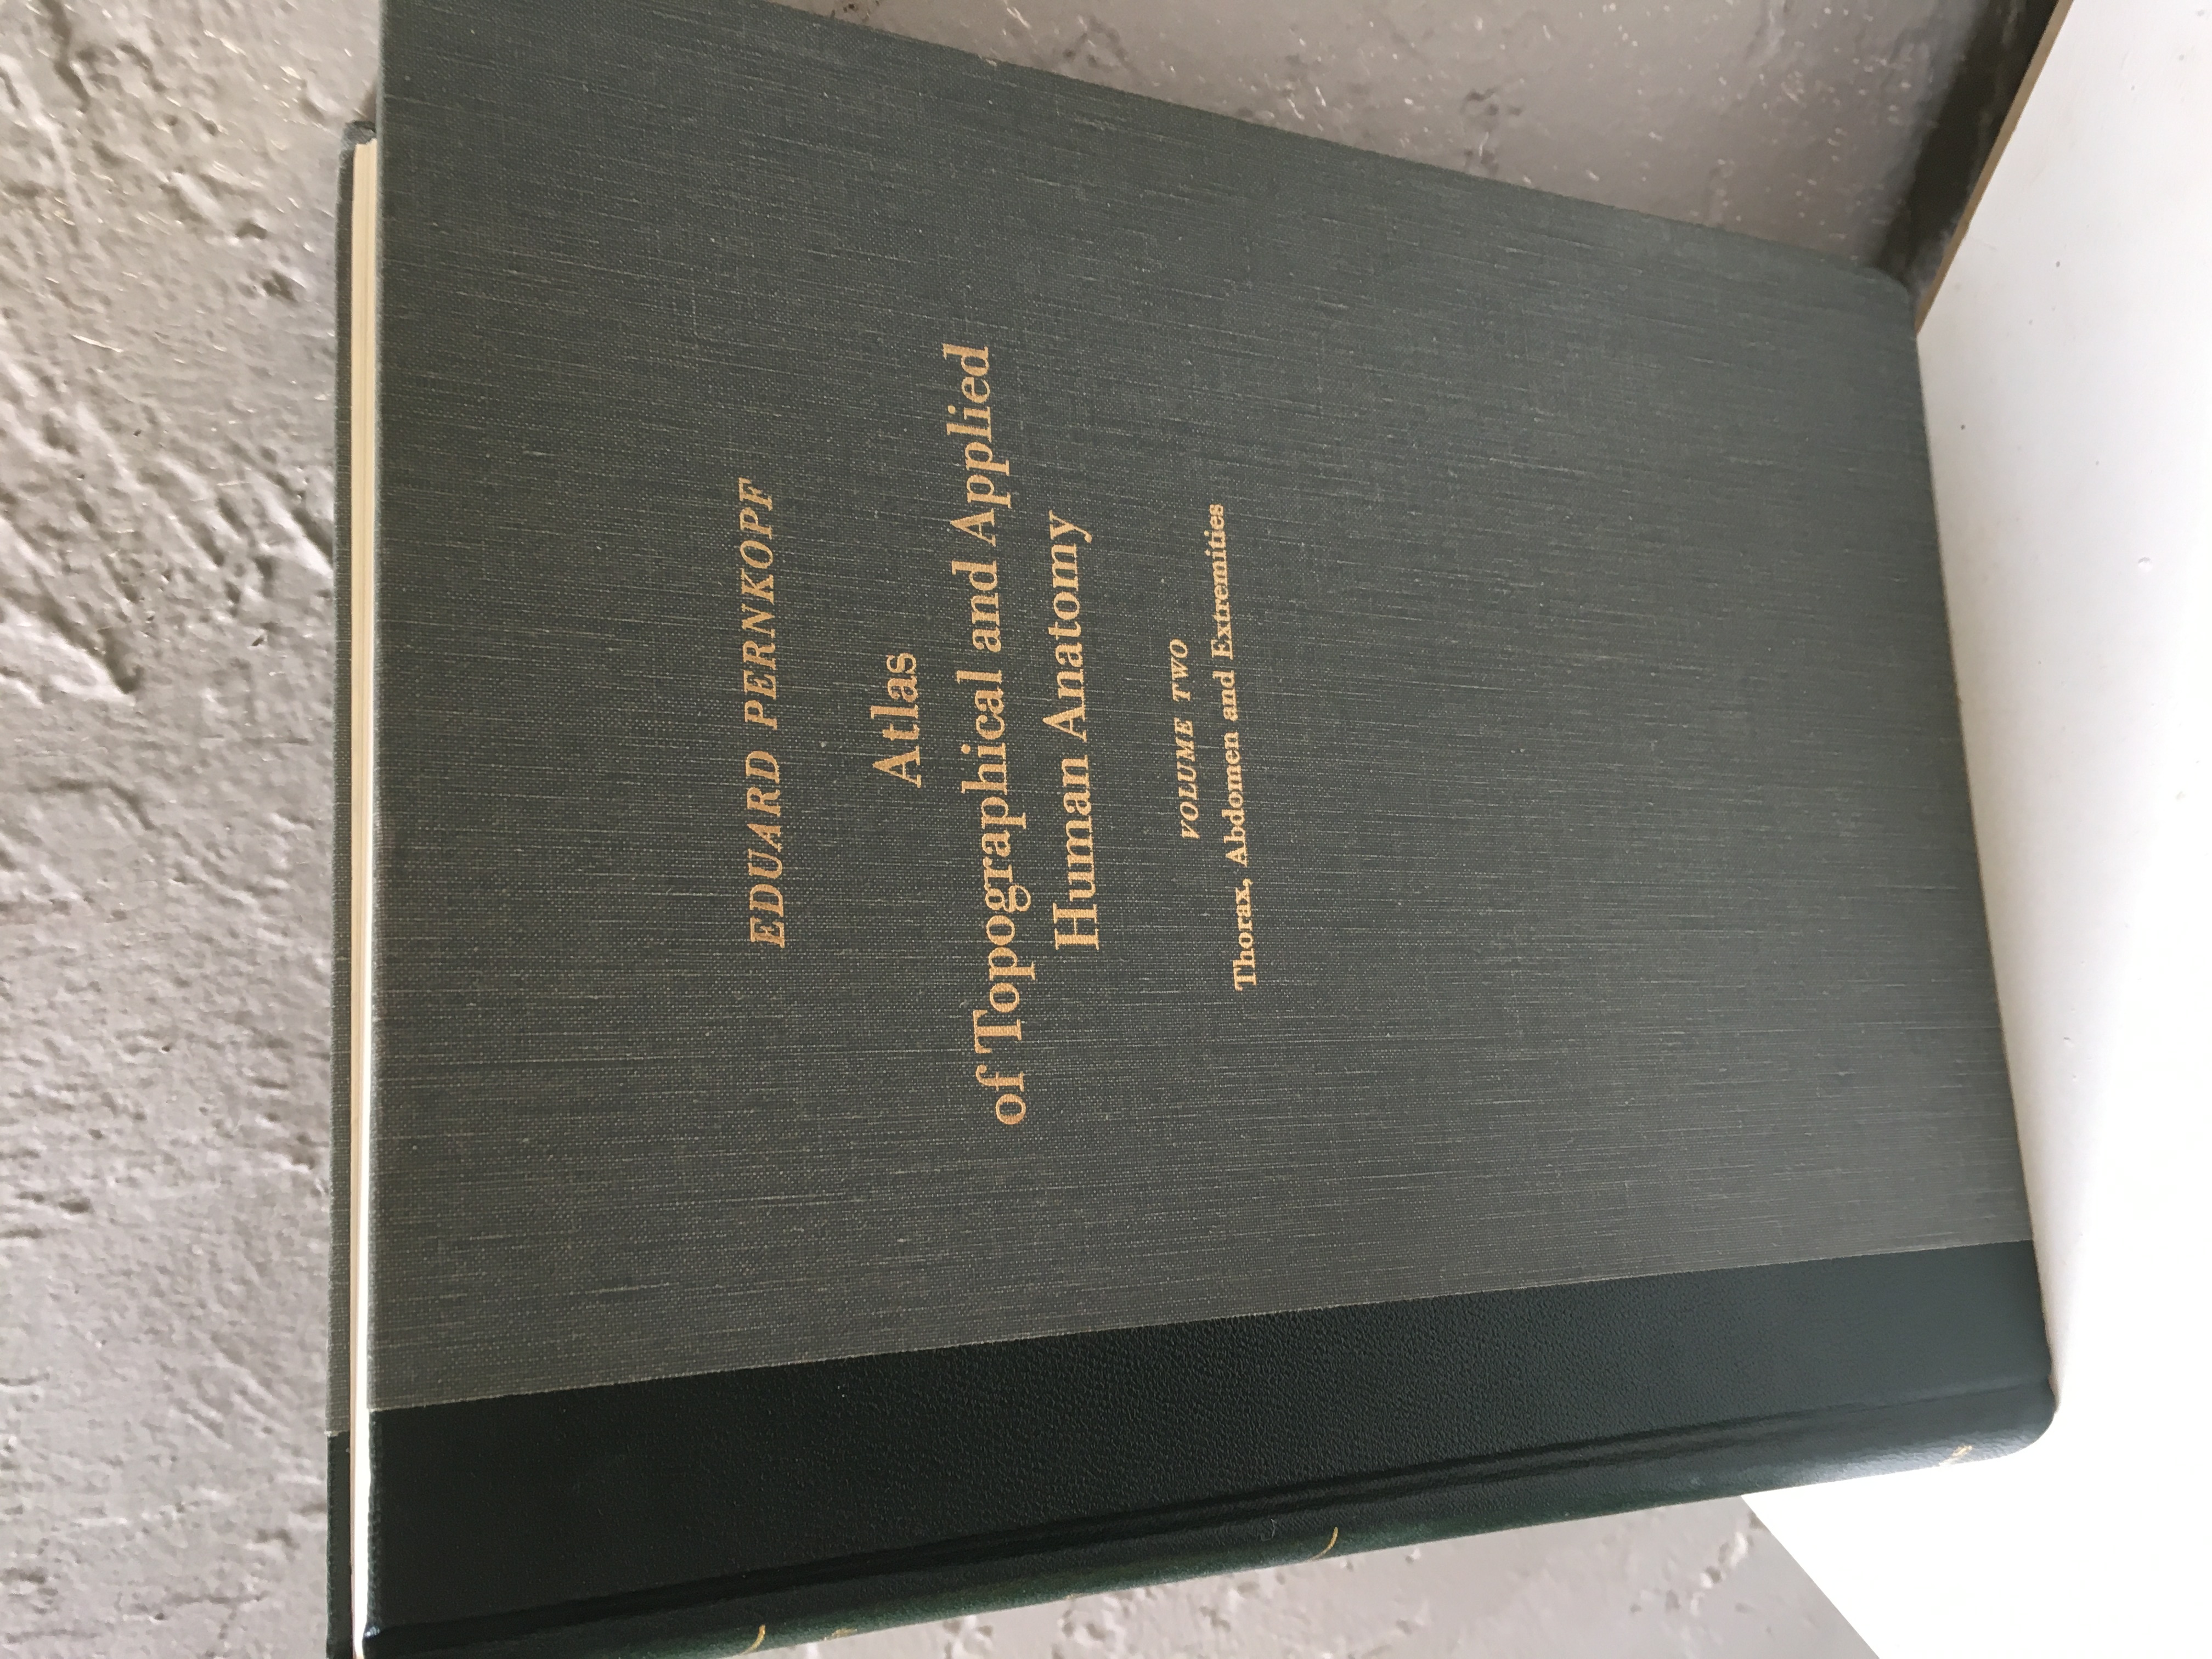 EDUARD PERNKOPF
Atlas
of Topographical and Applied
Human Anatomy
VOLUME TWO
Thorax, Abdomen and Extremities